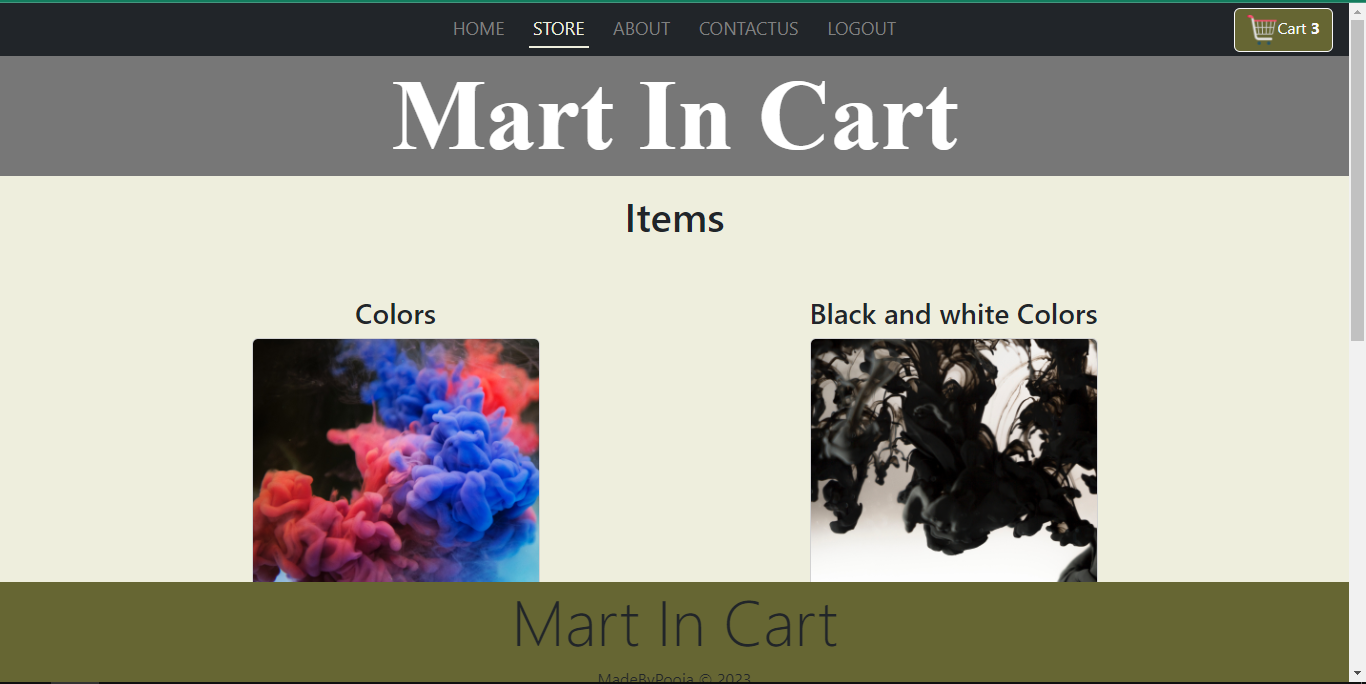 HOME STORE ABOUT CONTACTUS LOGOUT Cart 3
Mart In Cart
Items
Colors Black and white Colors
Mart In Cart
MadeByPooja © 2023